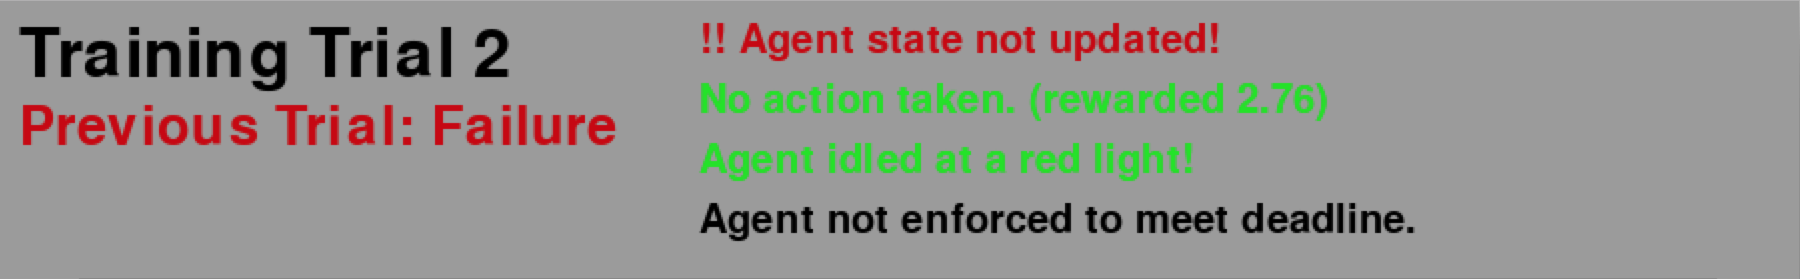 Training Trial 2
Previous Trial: Failure
!! Agent state not updated!
No action taken. (rewarded 2.76)
Agent idled at a red light!
Agent not enforced to meet deadline.